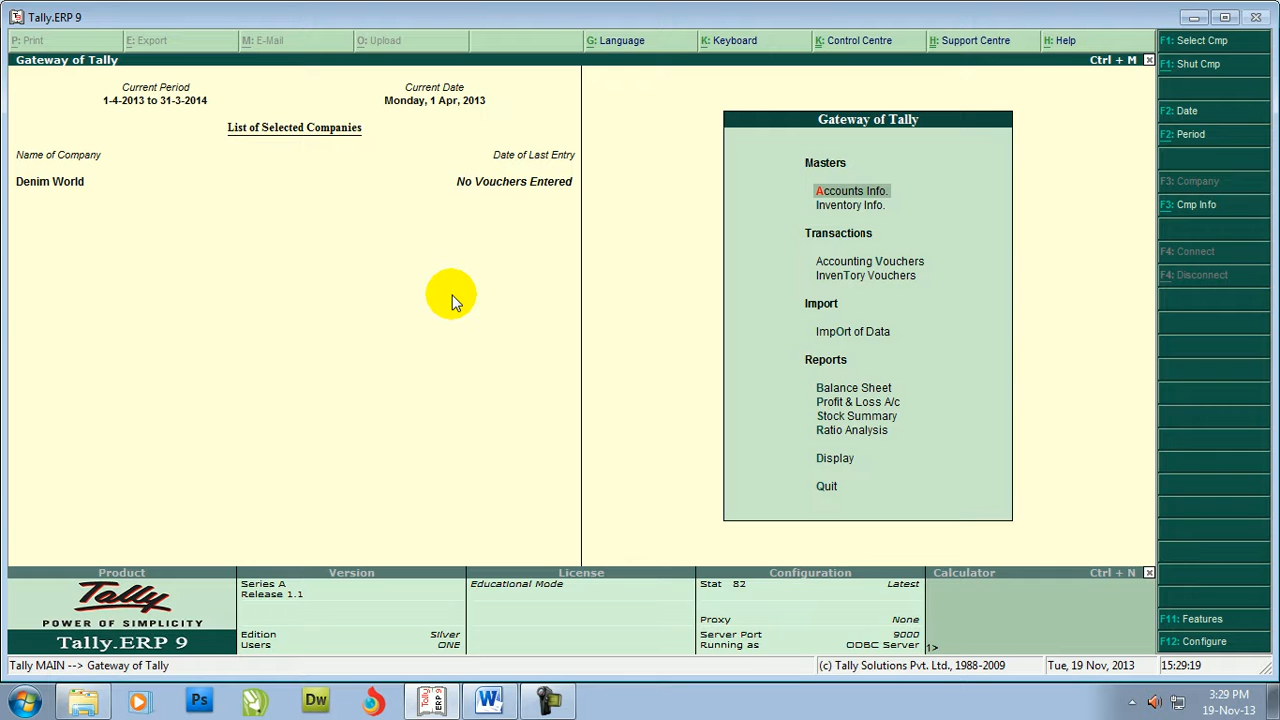 Tally.ERP 9
P: Print
E: Export
M: E-Mail
O: Upload
G: Language
K: Keyboard
K: Control Centre
H: Support Centre
H: Help
F1: Select Cmp
Gateway of Tally
Ctrl + M
F1: Shut Cmp
Current Period
Current Date
1-4-2013 to 31-3-2014
Monday, 1 Apr, 2013
List of Selected Companies
Name of Company
Date of Last Entry
Denim World
No Vouchers Entered
Gateway of Tally
Masters
Accounts Info.
Inventory Info.
Transactions
Accounting Vouchers
InvenTory Vouchers
Import
ImpOrt of Data
Reports
Balance Sheet
Profit & Loss A/c
Stock Summary
Ratio Analysis
Display
Quit
F2: Date
F2: Period
F3: Company
F3: Cmp Info
F4: Connect
F4: Disconnect
F11: Features
F12: Configure
Product
Version
License
Configuration
Calculator
Ctrl + N
Tally
POWER OF SIMPLICITY
Tally.ERP 9
Series A
Release 1.1
Edition Silver
Users ONE
Educational Mode
Stat 82 Latest
Proxy None
Server Port 9000
Running as ODBC Server
1>
Tally MAIN --> Gateway of Tally
(c) Tally Solutions Pvt. Ltd., 1988-2009
Tue, 19 Nov, 2013
15:29:19
Ps
Dw
Tally ERP 9
W
3:29 PM
19-Nov-13